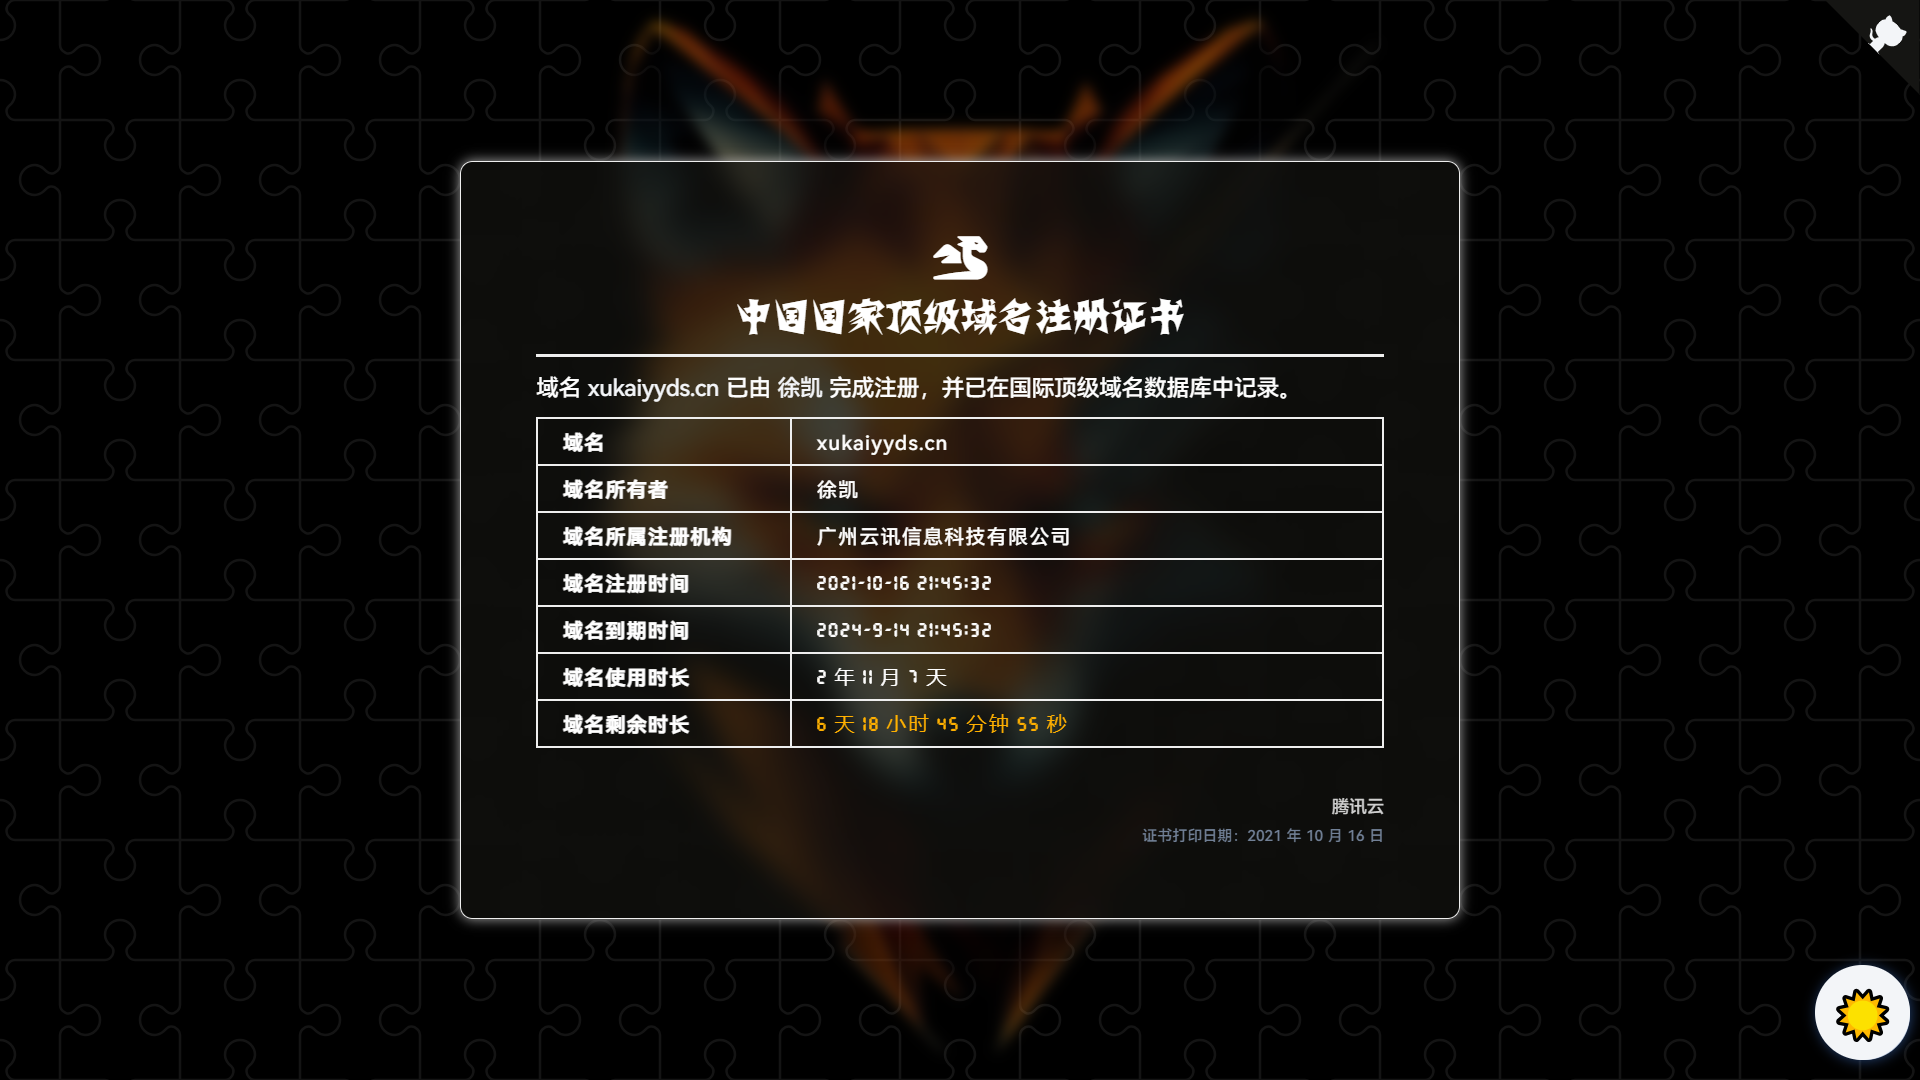 中国国家顶级域名注册证书
域名 xukaiyyds.cn 已由 徐凯 完成注册，并已在国际顶级域名数据库中记录。
域名 xukaiyyds.cn
域名所有者 徐凯
域名所属注册机构 广州云讯信息科技有限公司
域名注册时间 2021-10-16 21:45:32
域名到期时间 2024-9-14 21:45:32
域名使用时长 2 年 11 月 7 天
域名剩余时长 6 天 18 小时 45 分钟 55 秒
腾讯云
证书打印日期：2021 年 10 月 16 日